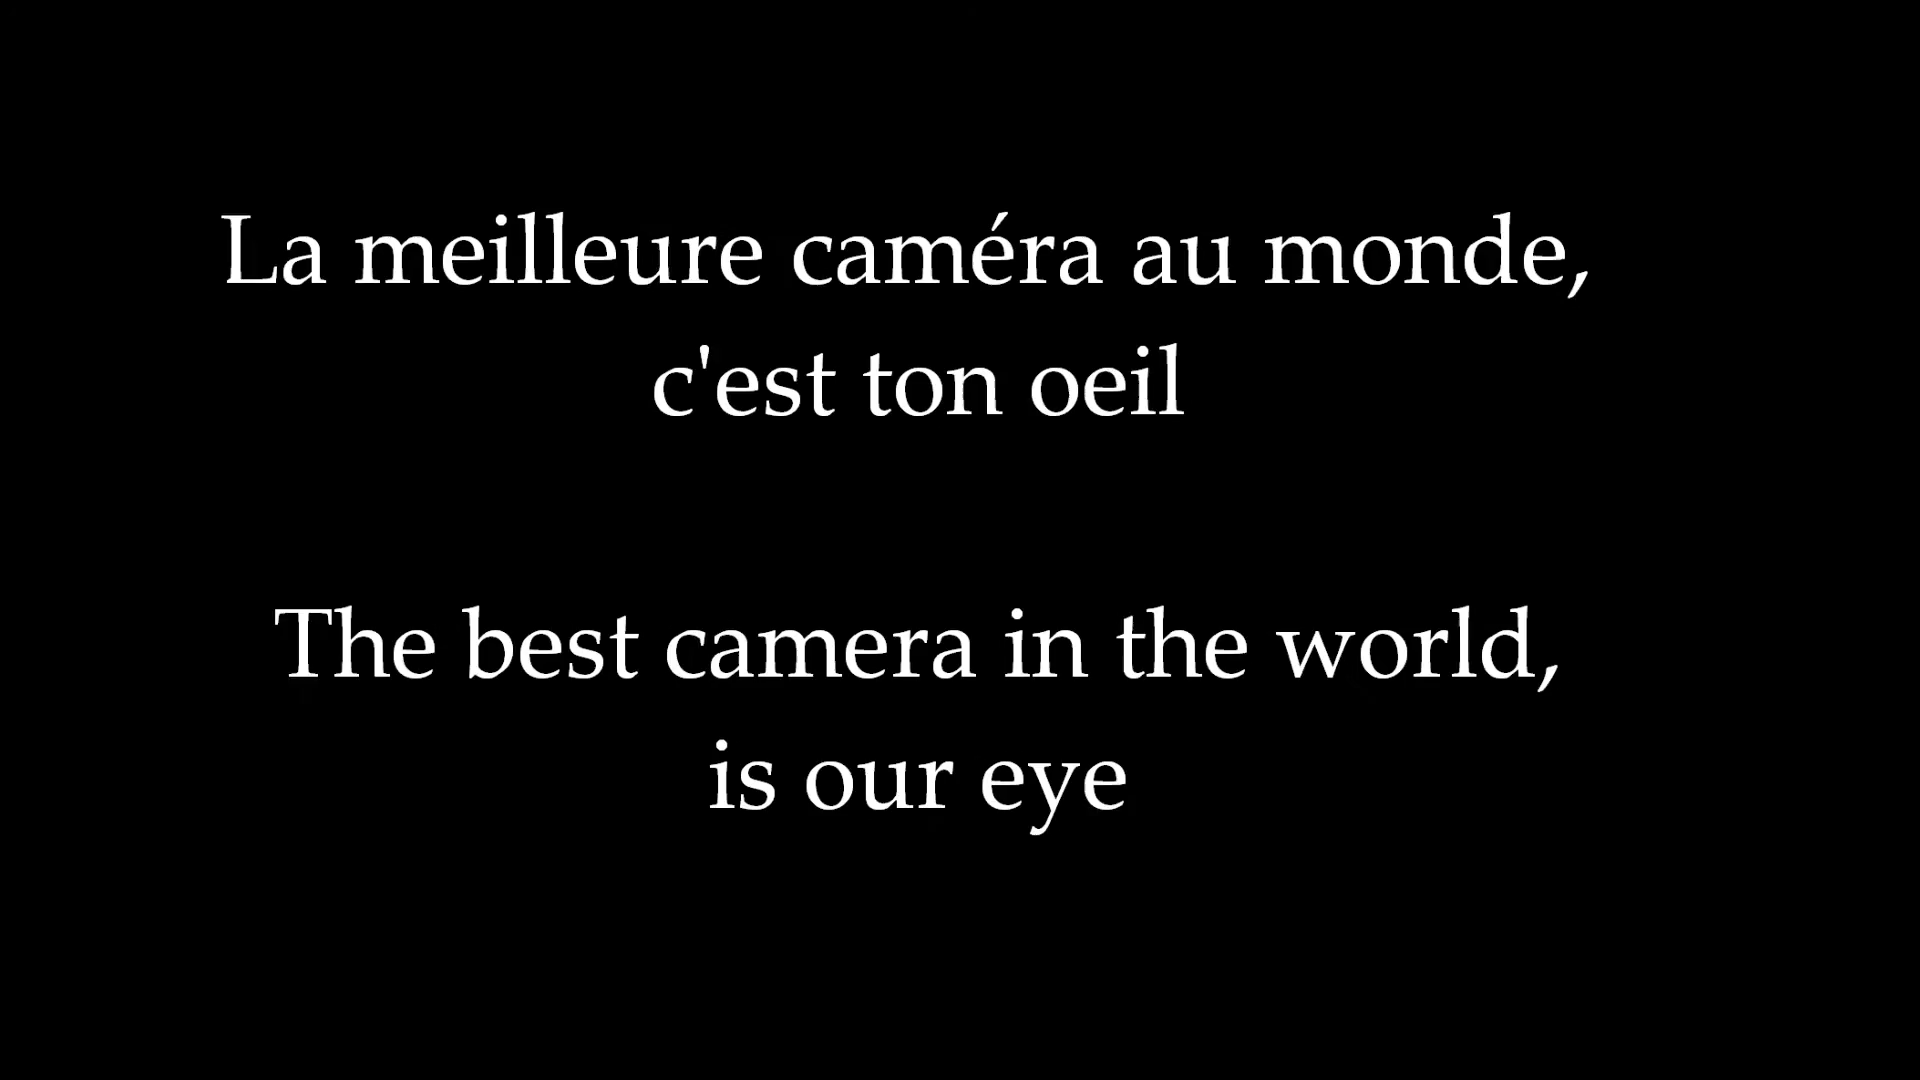 La meilleure caméra au monde,
c'est ton oeil
The best camera in the world,
is our eye